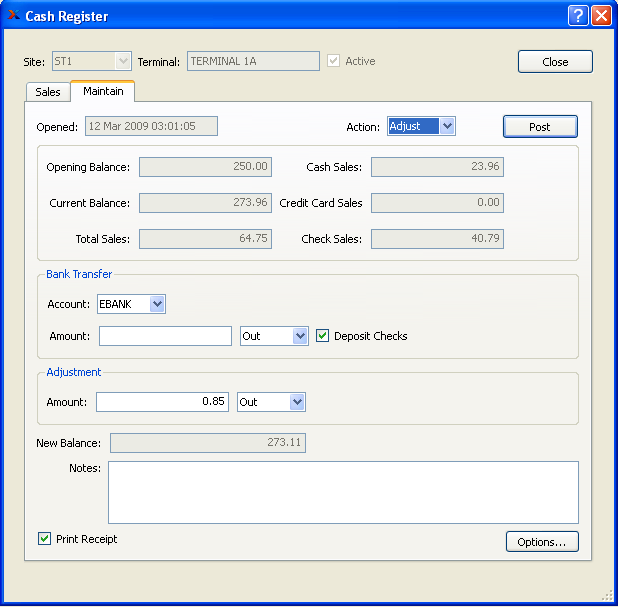 Cash Register
Site: ST1 Terminal: TERMINAL 1A Active Close
Sales Maintain
Opened: 12 Mar 2009 03:01:05 Action: Adjust Post
Opening Balance: 250.00 Cash Sales: 23.96
Current Balance: 273.96 Credit Card Sales 0.00
Total Sales: 64.75 Check Sales: 40.79
Bank Transfer
Account: EBANK
Amount: Out Deposit Checks
Adjustment
Amount: 0.85 Out
New Balance: 273.11
Notes:
Print Receipt Options...